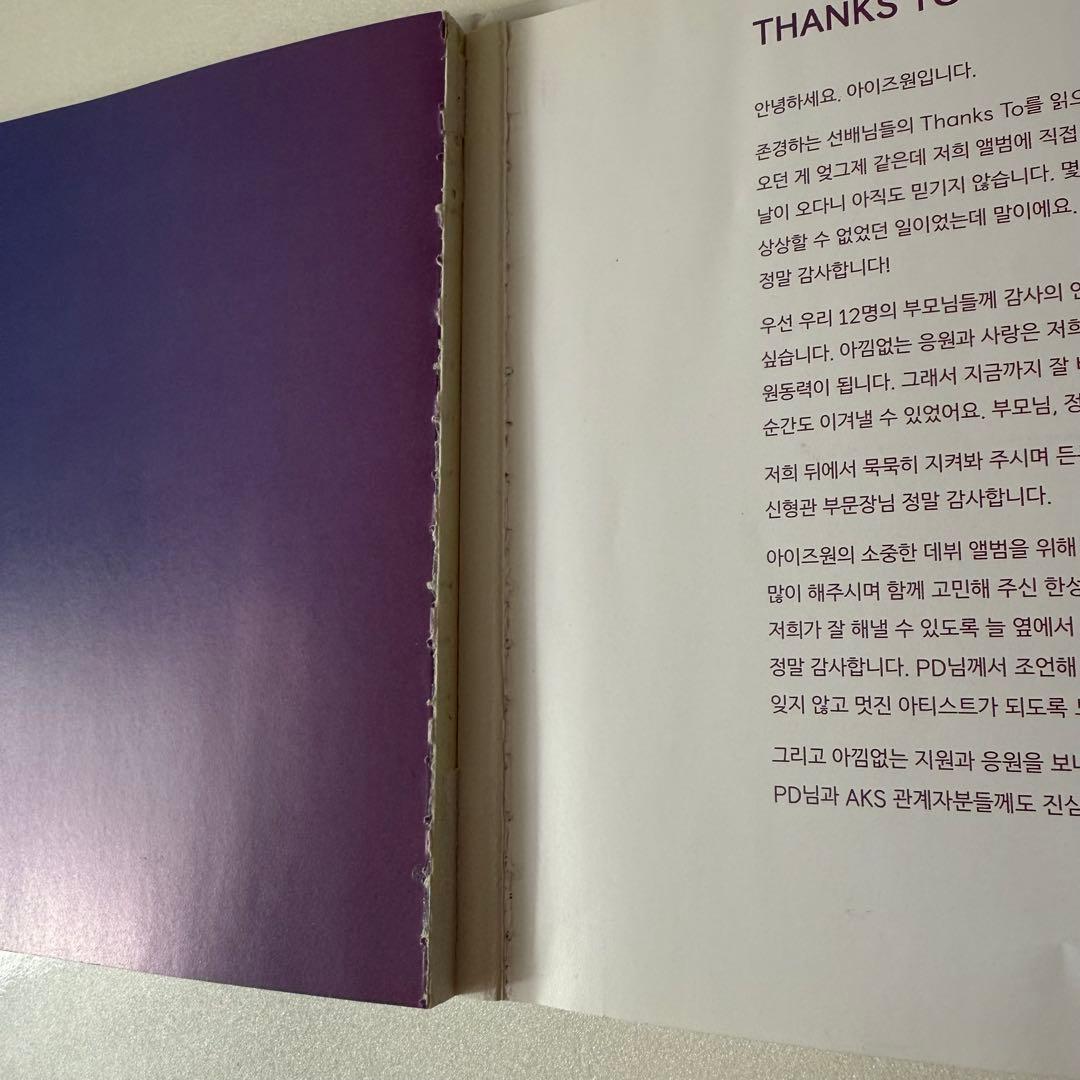 THANKS TO
안녕하세요. 아이즈원입니다.
존경하는 선배님들의 Thanks To를
오던 게 엊그제 같은데 저희 앨범에 직접
날이 오다니 아직도 믿기지 않습니다.
상상할 수 없었던 일이었는데 말이에요.
정말 감사합니다!
우선 우리 12명의 부모님들께 감사의
싶습니다. 아낌없는 응원과 사랑은
원동력이 됩니다. 그래서 지금까지 잘
순간도 이겨낼 수 있었어요. 부모님,
저희 뒤에서 묵묵히 지켜봐 주시며
신형관 부문장님 정말 감사합니다.
아이즈원의 소중한 데뷔 앨범을 위해
많이 해주시며 함께 고민해 주신
저희가 잘 해낼 수 있도록 늘 옆에서
정말 감사합니다. PD님께서 조언해
잊지 않고 멋진 아티스트가 되도록
그리고 아낌없는 지원과 응원을
PD님과 AKS 관계자분들께도